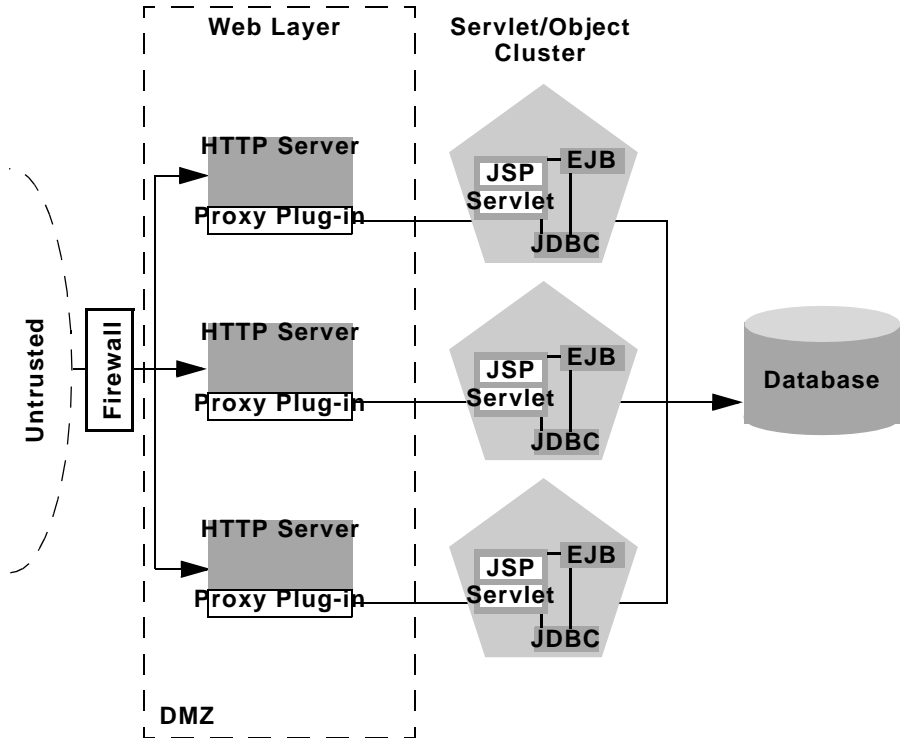 Web Layer
Servlet/Object
Cluster
HTTP Server
Proxy Plug-in
JSP
Servlet
EJB
JDBC
Untrusted
Firewall
HTTP Server
Proxy Plug-in
JSP
Servlet
EJB
JDBC
Database
HTTP Server
Proxy Plug-in
JSP
Servlet
EJB
JDBC
DMZ